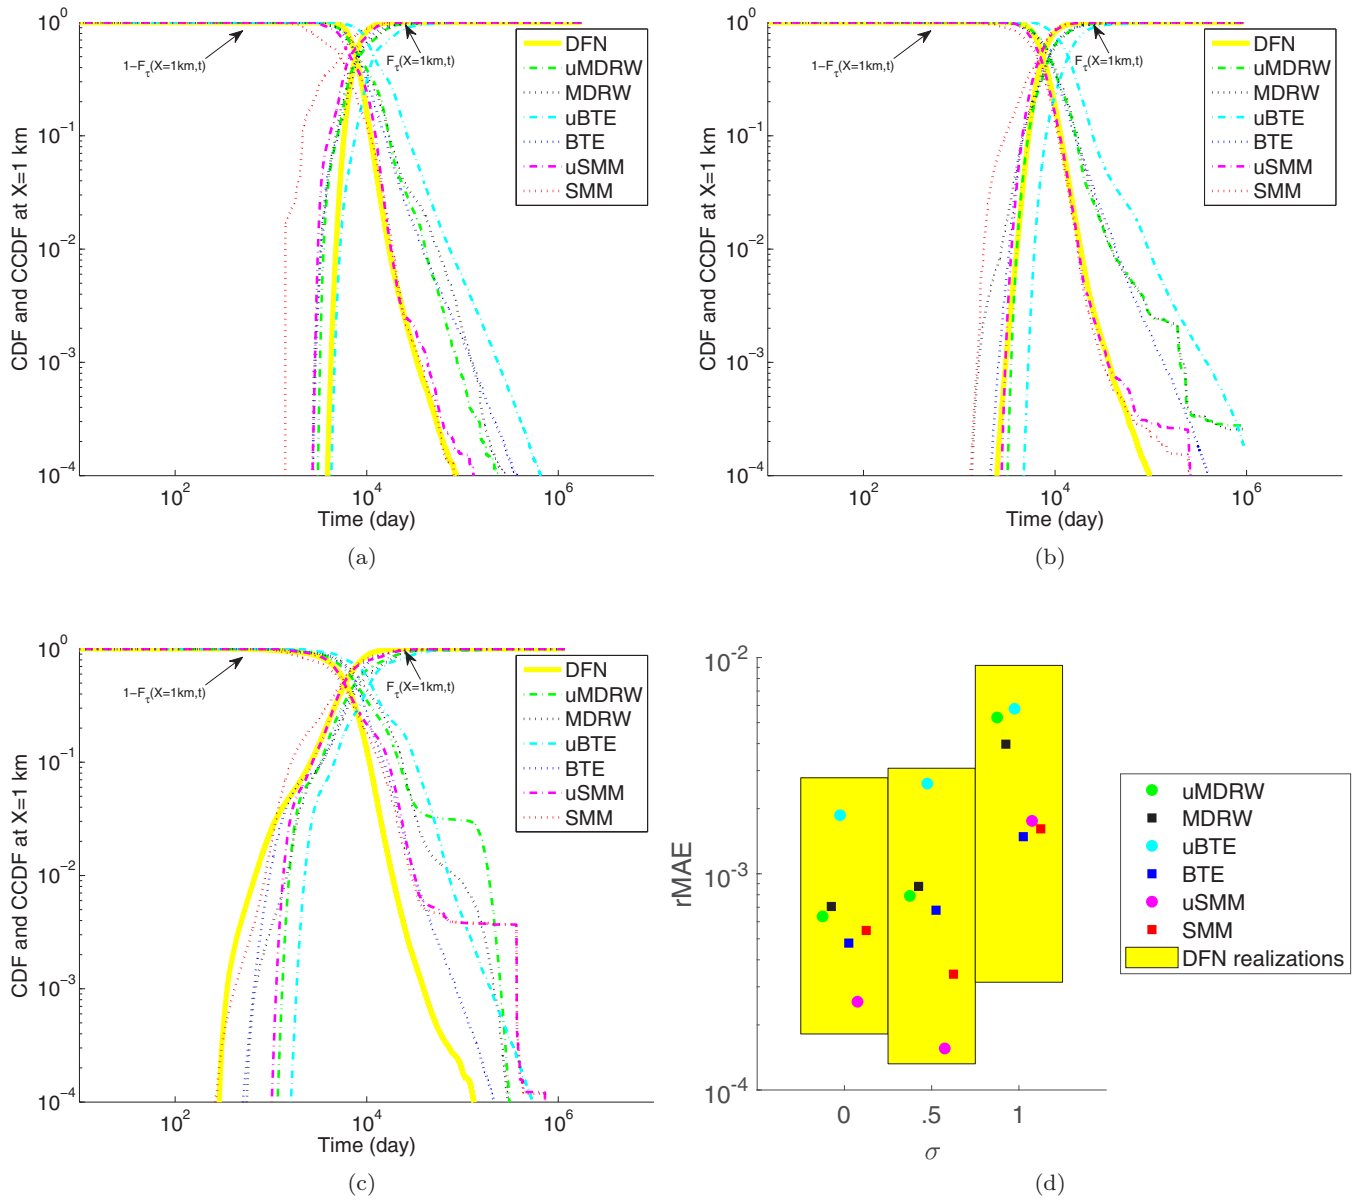 CDF and CCDF at X=1 km
10^0
10^-1
10^-2
10^-3
10^-4
1−F_τ(X=1km,t)
F_τ(X=1km,t)
DFN
uMDRW
MDRW
uBTE
BTE
uSMM
SMM
10^2
10^4
10^6
Time (day)
(a)
CDF and CCDF at X=1 km
10^0
10^-1
10^-2
10^-3
10^-4
1−F_τ(X=1km,t)
F_τ(X=1km,t)
DFN
uMDRW
MDRW
uBTE
BTE
uSMM
SMM
10^2
10^4
10^6
Time (day)
(b)
CDF and CCDF at X=1 km
10^0
10^-1
10^-2
10^-3
10^-4
1−F_τ(X=1km,t)
F_τ(X=1km,t)
DFN
uMDRW
MDRW
uBTE
BTE
uSMM
SMM
10^2
10^4
10^6
Time (day)
(c)
rMAE
10^-2
10^-3
10^-4
0
.5
1
σ
uMDRW
MDRW
uBTE
BTE
uSMM
SMM
DFN realizations
(d)